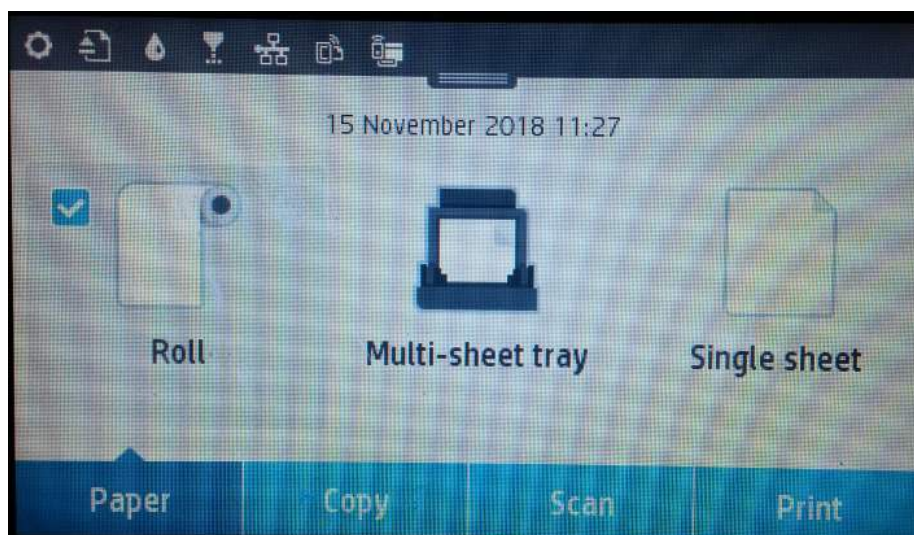 15 November 2018 11:27
Roll
Multi-sheet tray
Single sheet
Paper
Copy
Scan
Print